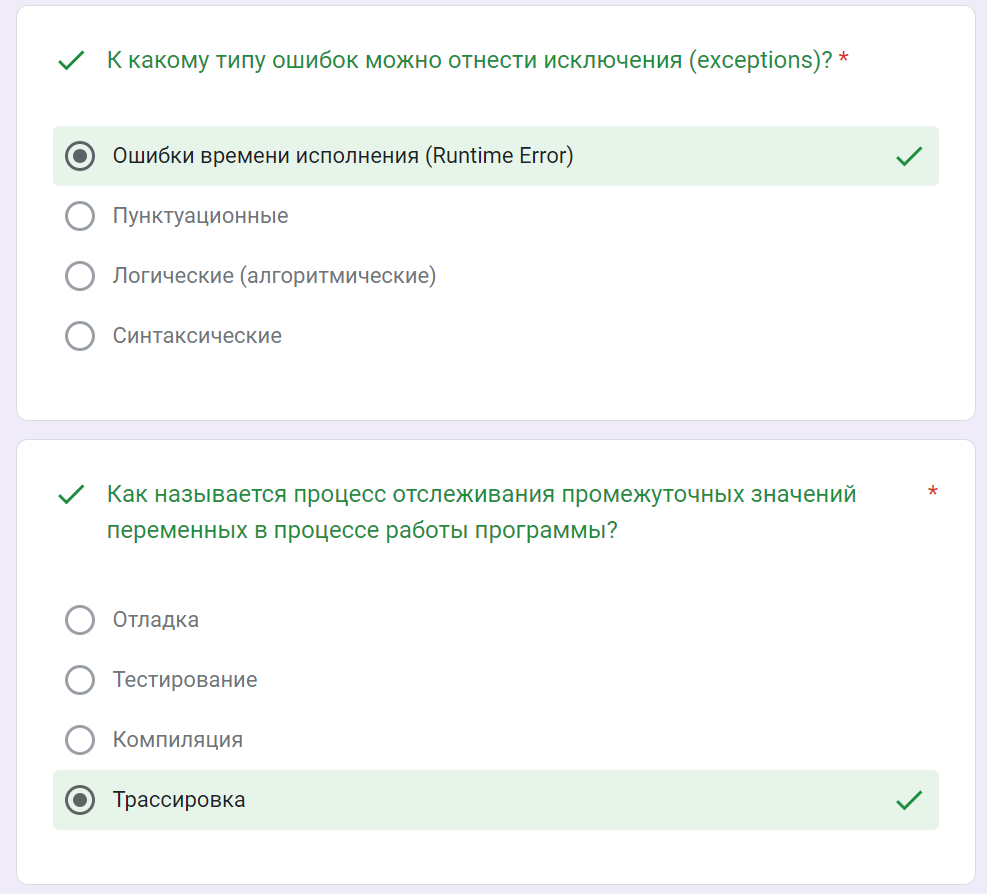 К какому типу ошибок можно отнести исключения (exceptions)? *
Ошибки времени исполнения (Runtime Error)
Пунктуационные
Логические (алгоритмические)
Синтаксические
Как называется процесс отслеживания промежуточных значений *
переменных в процессе работы программы?
Отладка
Тестирование
Компиляция
Трассировка